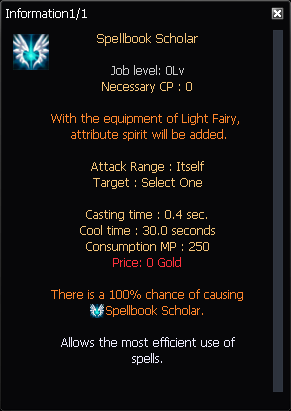 Information1/1
Spellbook Scholar
Job level: 0Lv
Necessary CP : 0
With the equipment of Light Fairy,
attribute spirit will be added.
Attack Range : Itself
Target : Select One
Casting time : 0.4 sec.
Cool time : 30.0 seconds
Consumption MP : 250
Price: 0 Gold
There is a 100% chance of causing
Spellbook Scholar.
Allows the most efficient use of
spells.